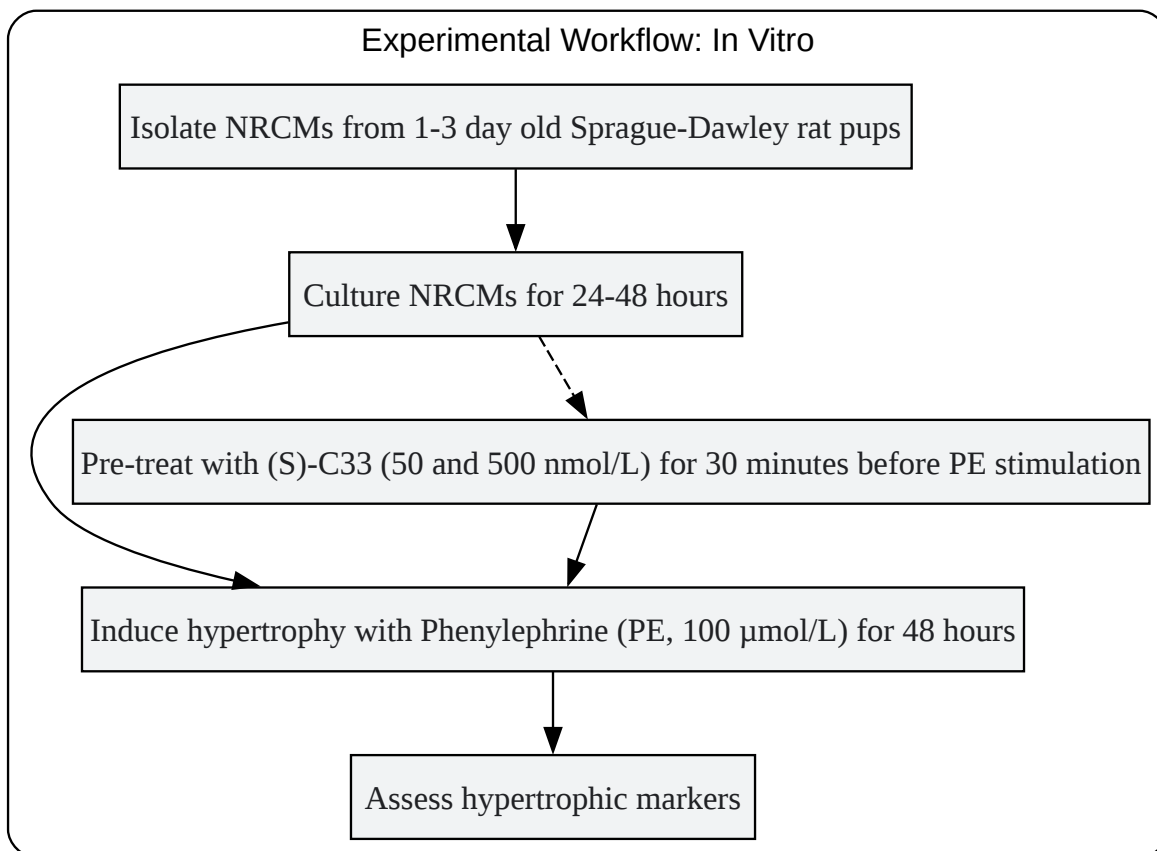 Experimental Workflow: In Vitro
Isolate NRCMs from 1-3 day old Sprague-Dawley rat pups
Culture NRCMs for 24-48 hours
Pre-treat with (S)-C33 (50 and 500 nmol/L) for 30 minutes before PE stimulation
Induce hypertrophy with Phenylephrine (PE, 100 µmol/L) for 48 hours
Assess hypertrophic markers